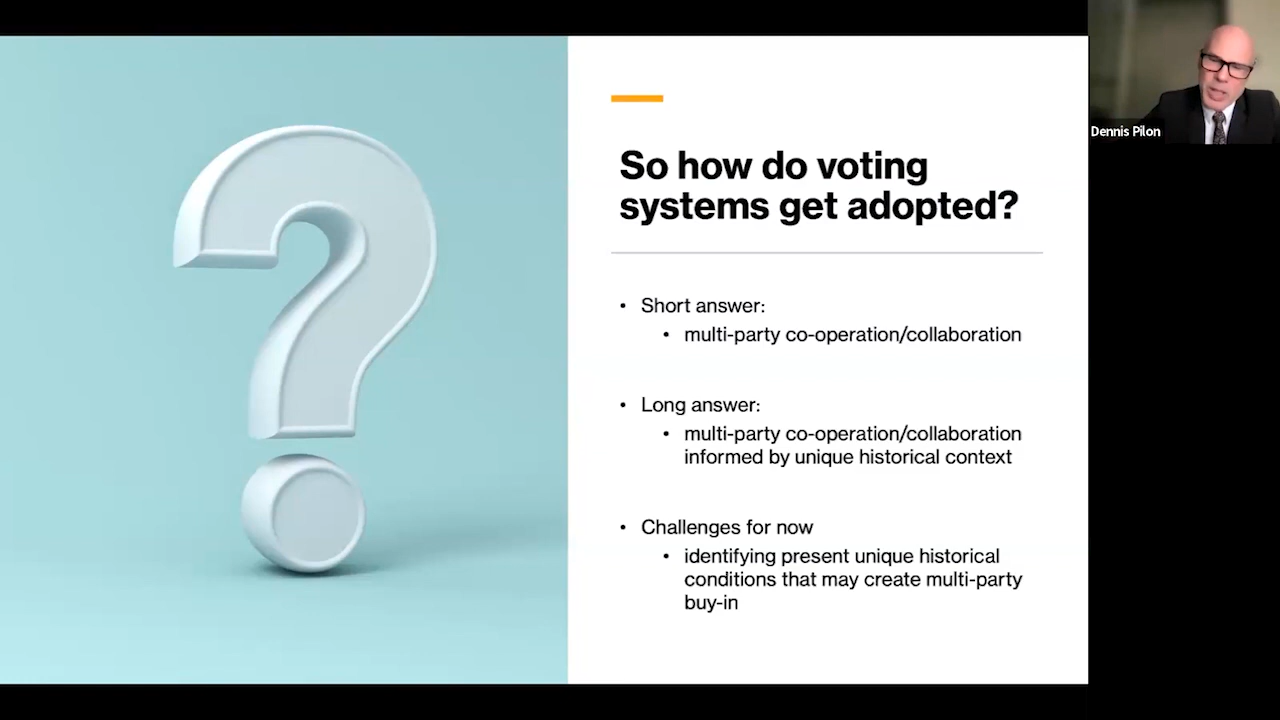 So how do voting
systems get adopted?
• Short answer:
• multi-party co-operation/collaboration
• Long answer:
• multi-party co-operation/collaboration
informed by unique historical context
• Challenges for now
• identifying present unique historical
conditions that may create multi-party
buy-in
Dennis Pilon